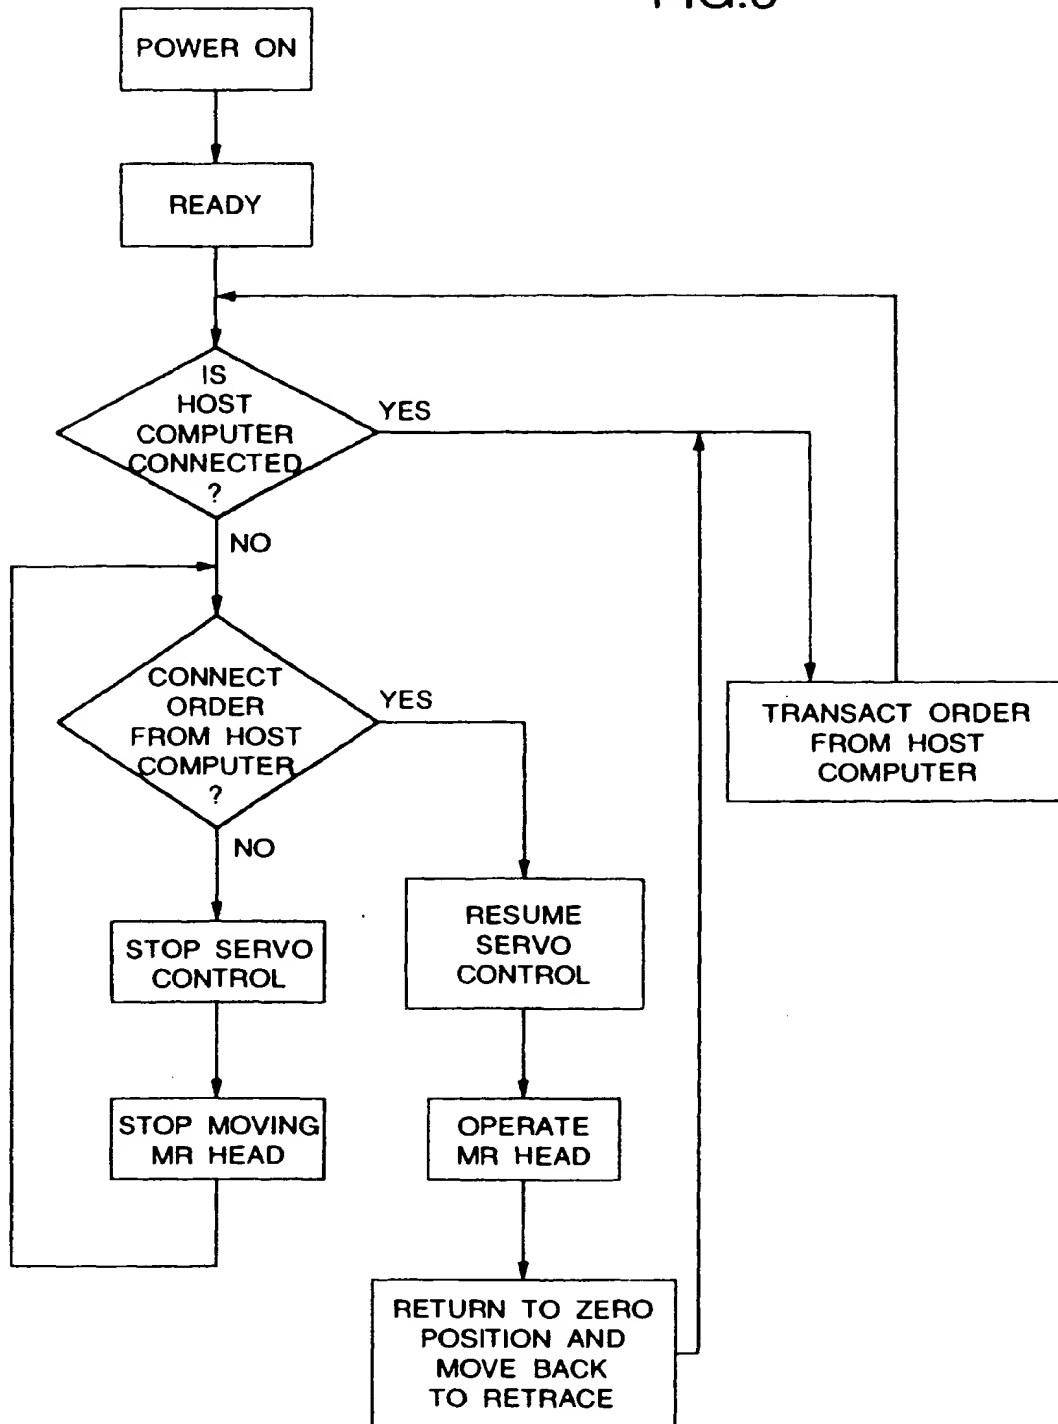 POWER ON
READY
IS
HOST
COMPUTER
CONNECTED
?
YES
NO
CONNECT
ORDER
FROM HOST
COMPUTER
?
YES
NO
TRANSACT ORDER
FROM HOST
COMPUTER
STOP SERVO
CONTROL
RESUME
SERVO
CONTROL
STOP MOVING
MR HEAD
OPERATE
MR HEAD
RETURN TO ZERO
POSITION AND
MOVE BACK
TO RETRACE